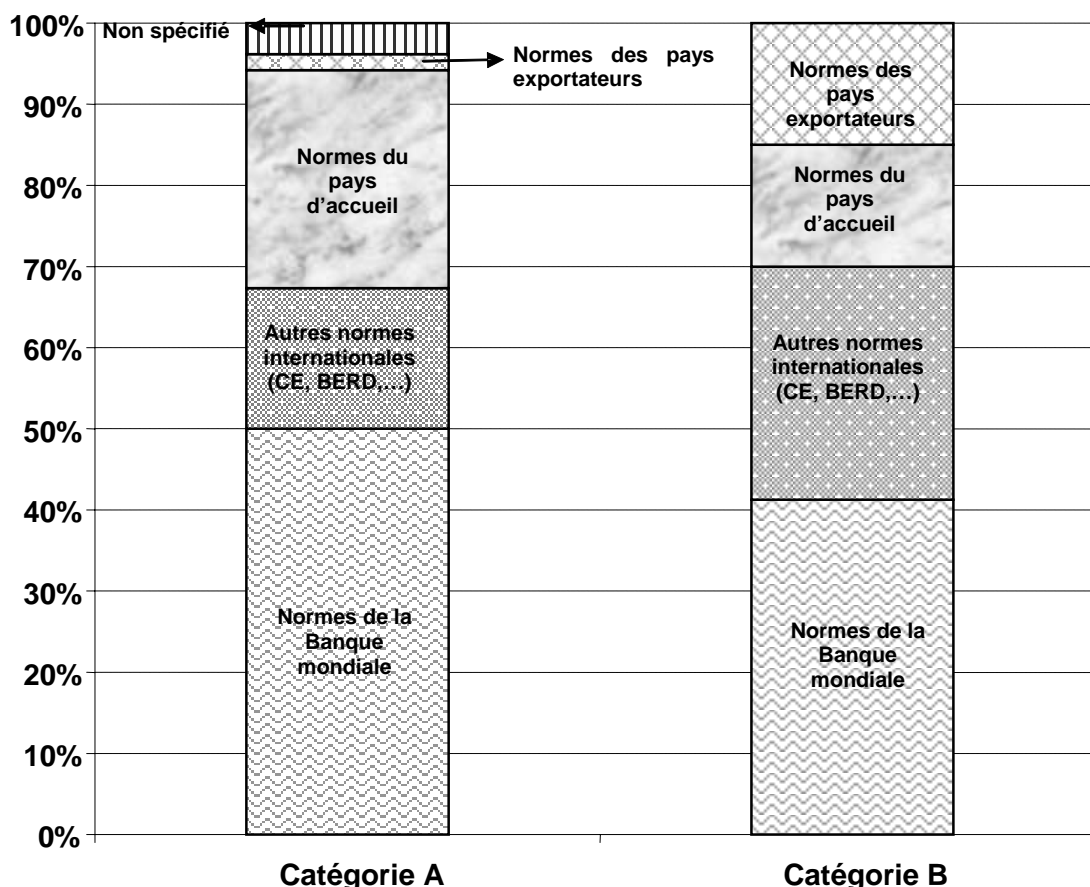 100%
90%
80%
70%
60%
50%
40%
30%
20%
10%
0%
Non spécifié
Normes des pays
exportateurs
Normes du
pays
d’accueil
Autres normes
internationales
(CE, BERD,…)
Normes de la
Banque
mondiale
Normes des
pays
exportateurs
Normes du
pays
d’accueil
Autres normes
internationales
(CE, BERD,…)
Normes de la
Banque
mondiale
Catégorie A
Catégorie B